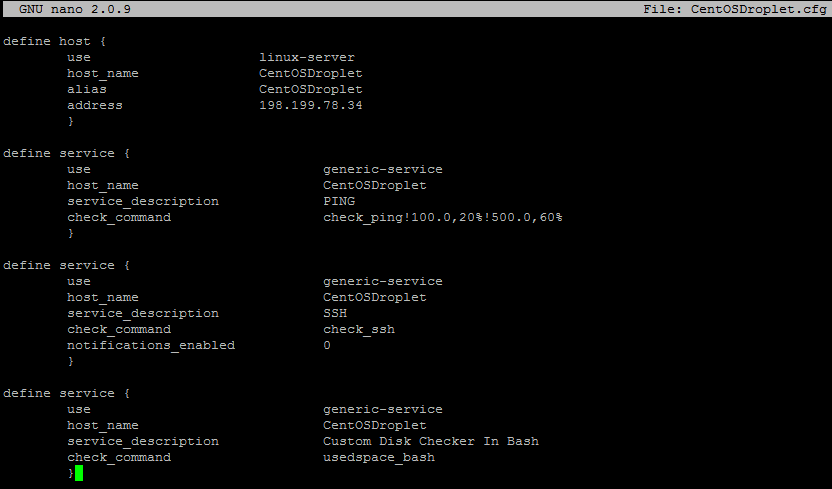 GNU nano 2.0.9 File: CentOSDroplet.cfg
define host {
use linux-server
host_name CentOSDroplet
alias CentOSDroplet
address 198.199.78.34
}
define service {
use generic-service
host_name CentOSDroplet
service_description PING
check_command check_ping!100.0,20%!500.0,60%
}
define service {
use generic-service
host_name CentOSDroplet
service_description SSH
check_command check_ssh
notifications_enabled 0
}
define service {
use generic-service
host_name CentOSDroplet
service_description Custom Disk Checker In Bash
check_command usedspace_bash
}